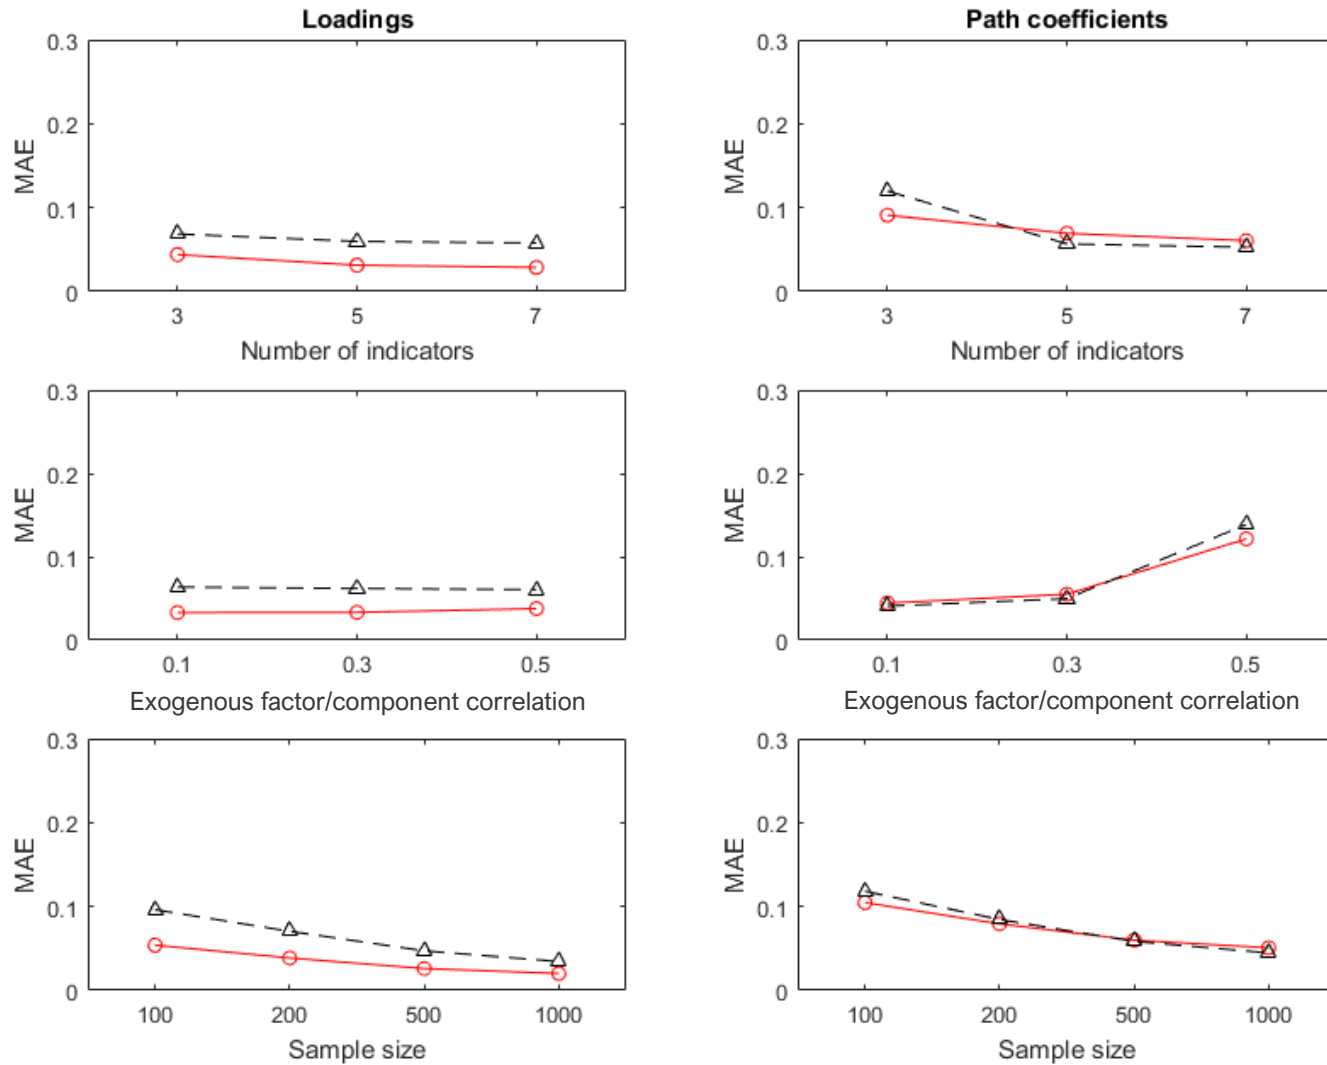 Loadings
0.3
0.2
MAE
0.1
0
3 5 7
Number of indicators
Path coefficients
0.3
0.2
MAE
0.1
0
3 5 7
Number of indicators
0.3
0.2
MAE
0.1
0
0.1 0.3 0.5
Exogenous factor/component correlation
0.3
0.2
MAE
0.1
0
0.1 0.3 0.5
Exogenous factor/component correlation
0.3
0.2
MAE
0.1
0
100 200 500 1000
Sample size
0.3
0.2
MAE
0.1
0
100 200 500 1000
Sample size